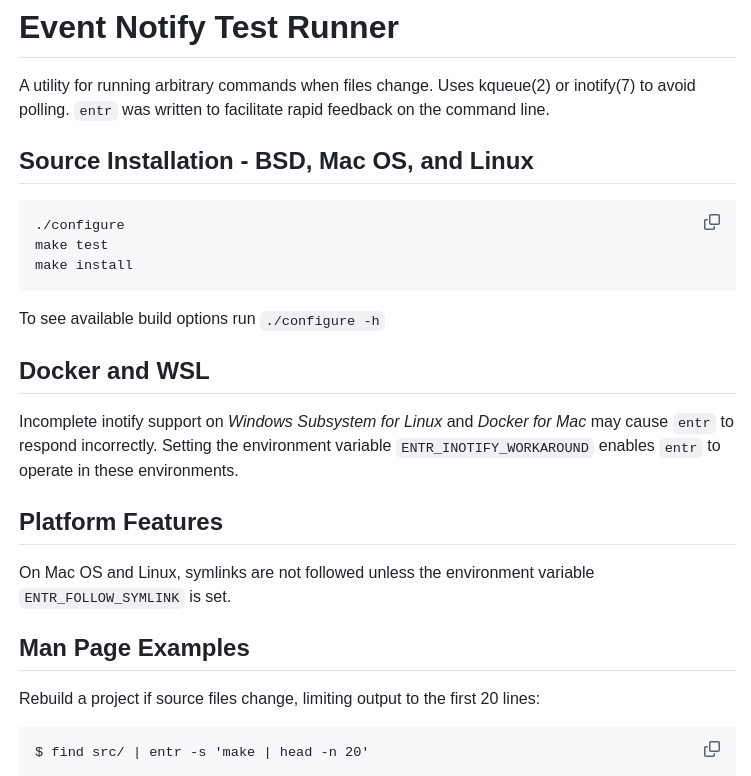 Event Notify Test Runner
A utility for running arbitrary commands when files change. Uses kqueue(2) or inotify(7) to avoid
polling. entr was written to facilitate rapid feedback on the command line.
Source Installation - BSD, Mac OS, and Linux
./configure
make test
make install
To see available build options run ./configure -h
Docker and WSL
Incomplete inotify support on Windows Subsystem for Linux and Docker for Mac may cause entr to
respond incorrectly. Setting the environment variable ENTR_INOTIFY_WORKAROUND enables entr to
operate in these environments.
Platform Features
On Mac OS and Linux, symlinks are not followed unless the environment variable
ENTR_FOLLOW_SYMLINK is set.
Man Page Examples
Rebuild a project if source files change, limiting output to the first 20 lines:
$ find src/ | entr -s 'make | head -n 20'